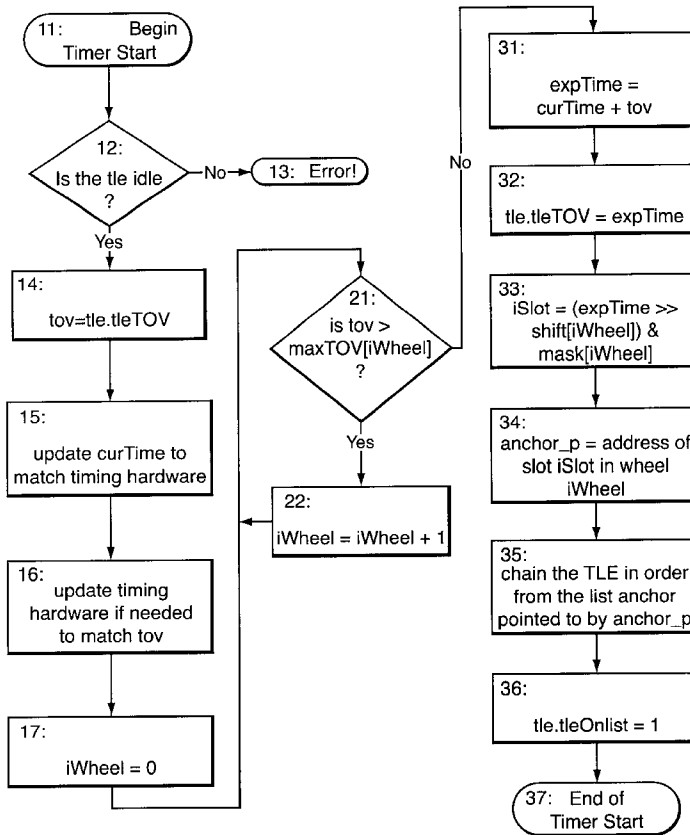 11: Begin
Timer Start
12:
Is the tle idle
?
No
13: Error!
Yes
14:
tov=tle.tleTOV
15:
update curTime to
match timing hardware
16:
update timing
hardware if needed
to match tov
17:
iWheel = 0
21:
is tov >
maxTOV[iWheel]
?
No
Yes
22:
iWheel = iWheel + 1
31:
expTime =
curTime + tov
32:
tle.tleTOV = expTime
33:
iSlot = (expTime >>
shift[iWheel]) &
mask[iWheel]
34:
anchor_p = address of
slot iSlot in wheel
iWheel
35:
chain the TLE in order
from the list anchor
pointed to by anchor_p
36:
tle.tleOnlist = 1
37: End of
Timer Start